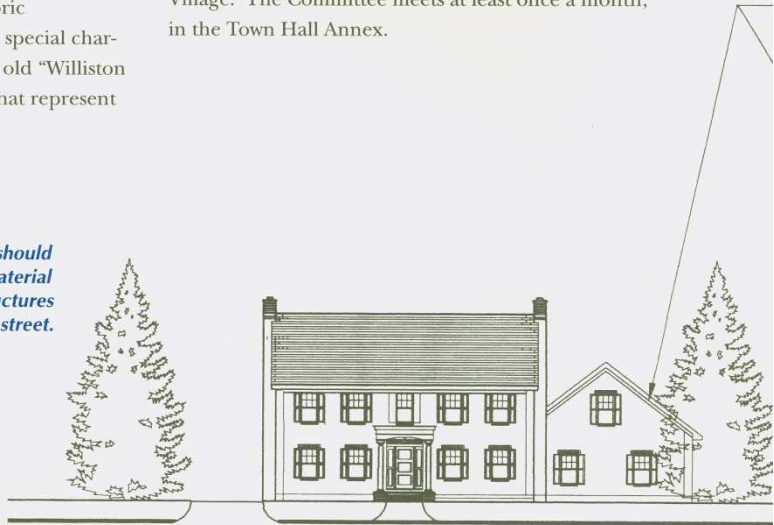 ric
special char-
old “Williston
hat represent
Village. The Committee meets at least once a month,
in the Town Hall Annex.
should
aterial
uctures
street.